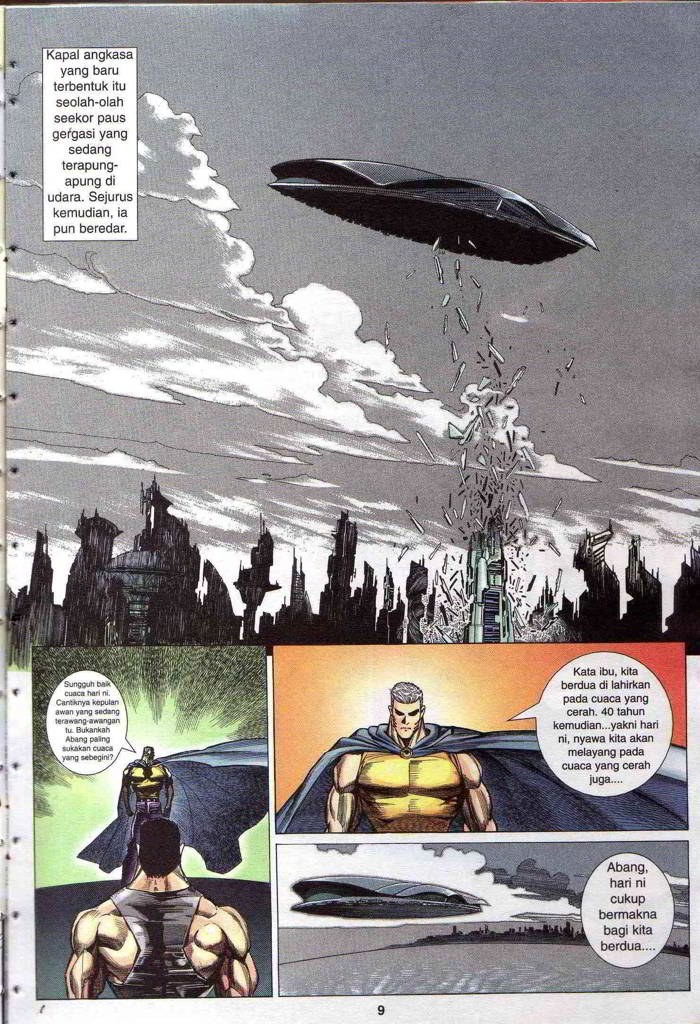 Kapal angkasa
yang baru
terbentuk itu
seolah-olah
seekor paus
gergasi yang
sedang
terapung-
apung di
udara. Sejurus
kemudian, ia
pun beredar.
Sungguh baik
cuaca hari ni.
Cantiknya kepulan
awan yang sedang
terawang-awangan
tu. Bukankah
Abang paling
sukakan cuaca
yang sebegini?
Kata ibu, kita
berdua di lahirkan
pada cuaca yang
cerah. 40 tahun
kemudian...yakni hari
ni, nyawa kita akan
melayang pada
cuaca yang cerah
juga....
Abang,
hari ni
cukup
bermakna
bagi kita
berdua....
9